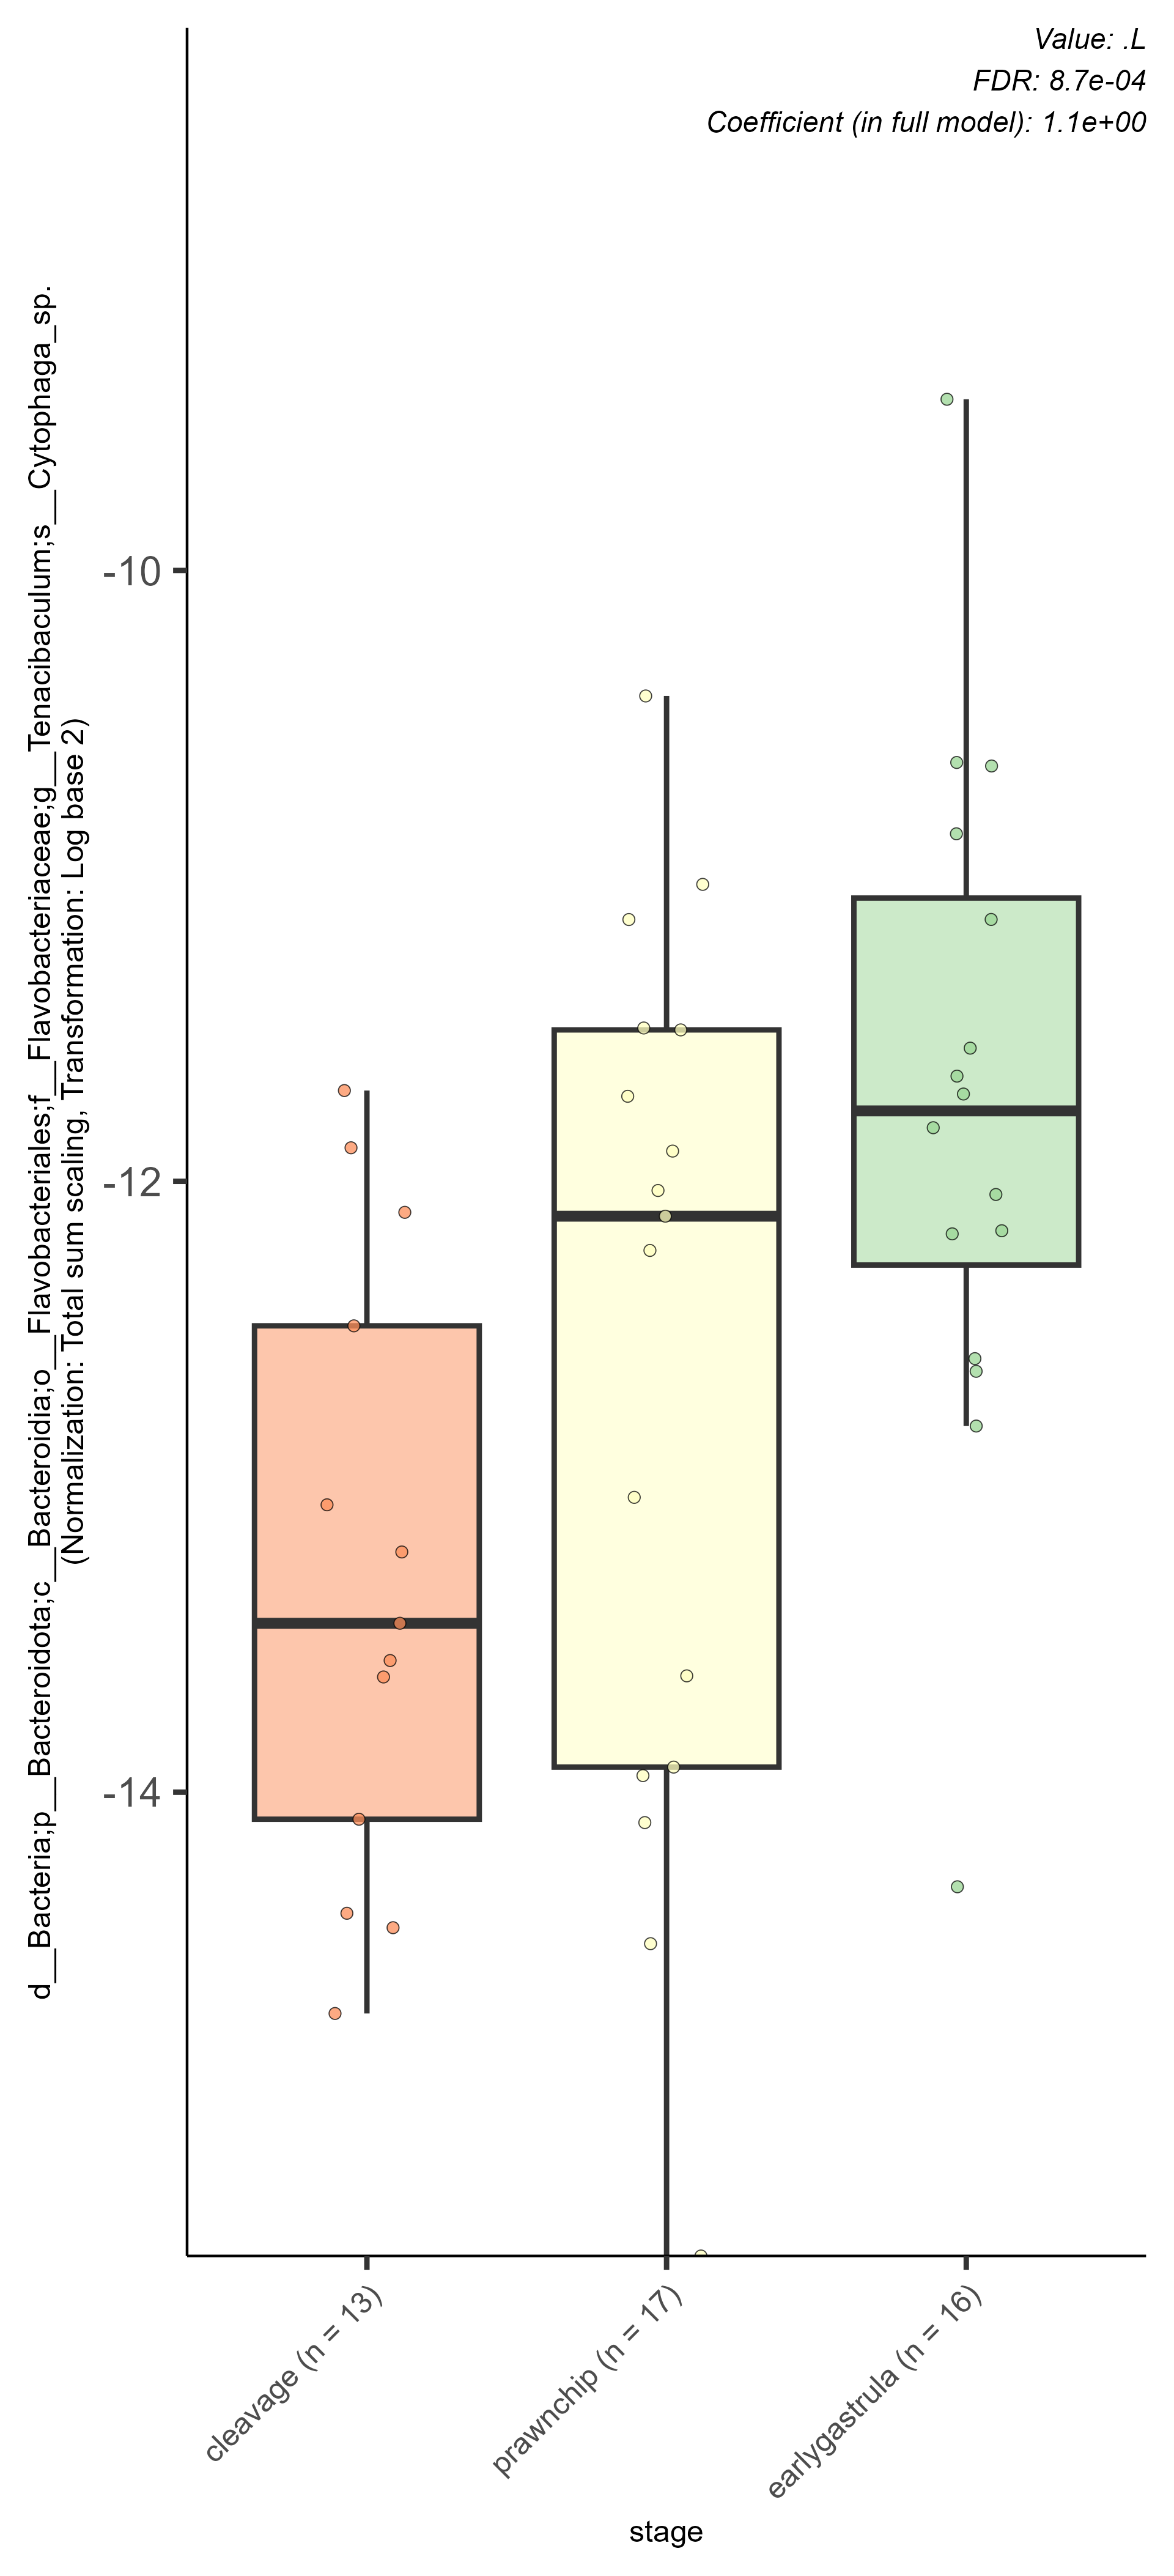 Value: .L
FDR: 8.7e-04
Coefficient (in full model): 1.1e+00
d__Bacteria;p__Bacteroidota;c__Bacteroidia;o__Flavobacteriales;f__Flavobacteriaceae;g__Tenacibaculum;s__Cytophaga_sp.
(Normalization: Total sum scaling, Transformation: Log base 2)
-10
-12
-14
cleavage (n = 13)
prawnchip (n = 17)
earlygastrula (n = 16)
stage